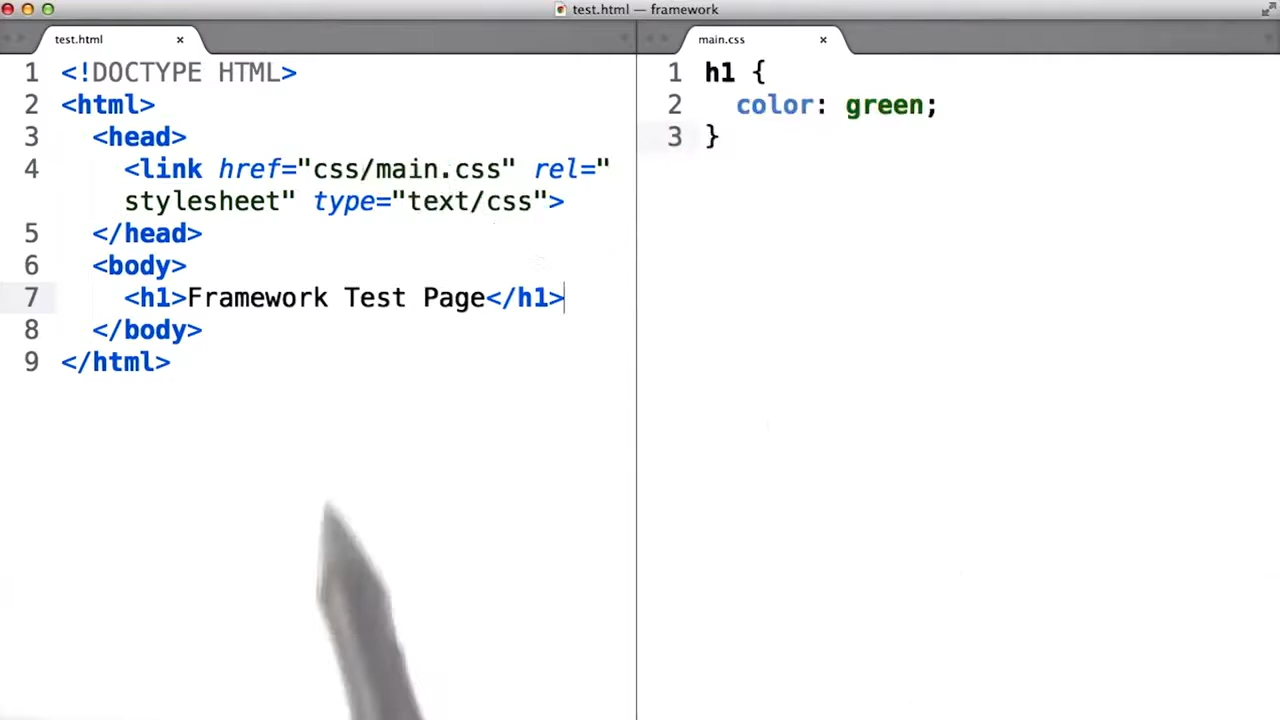 test.html — framework
test.html ×
1 <!DOCTYPE HTML>
2 <html>
3   <head>
4     <link href="css/main.css" rel="
stylesheet" type="text/css">
5   </head>
6   <body>
7     <h1>Framework Test Page</h1>
8   </body>
9 </html>
main.css ×
1 h1 {
2   color: green;
3 }